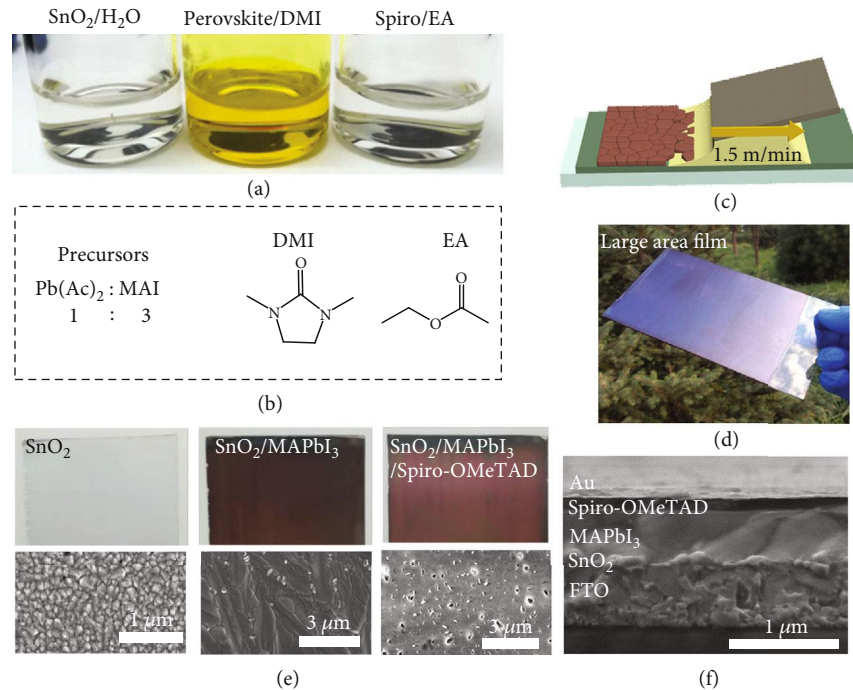 SnO₂/H₂O Perovskite/DMI Spiro/EA
(a)
Precursors
Pb(Ac)₂ : MAI
1 : 3
DMI
O
N N
EA
O
O
(b)
1.5 m/min
(c)
Large area film
(d)
SnO₂
SnO₂/MAPbI₃
SnO₂/MAPbI₃
/Spiro-OMeTAD
1 μm
3 μm
3 μm
(e)
Au
Spiro-OMeTAD
MAPbI₃
SnO₂
FTO
1 μm
(f)